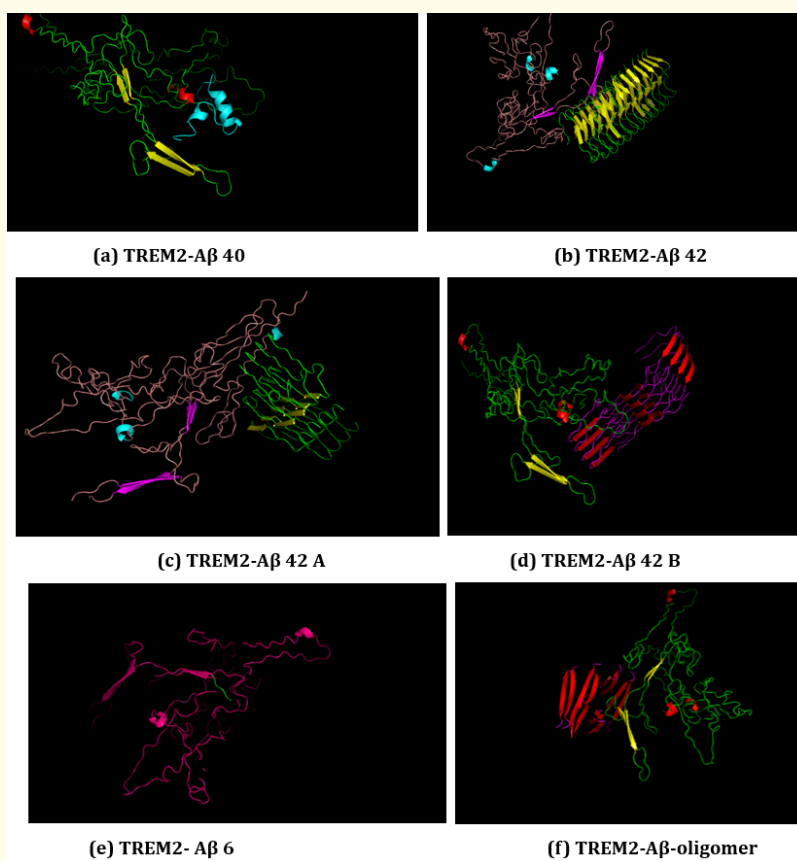 (a) TREM2-Aβ 40
(b) TREM2-Aβ 42
(c) TREM2-Aβ 42 A
(d) TREM2-Aβ 42 B
(e) TREM2- Aβ 6
(f) TREM2-Aβ-oligomer